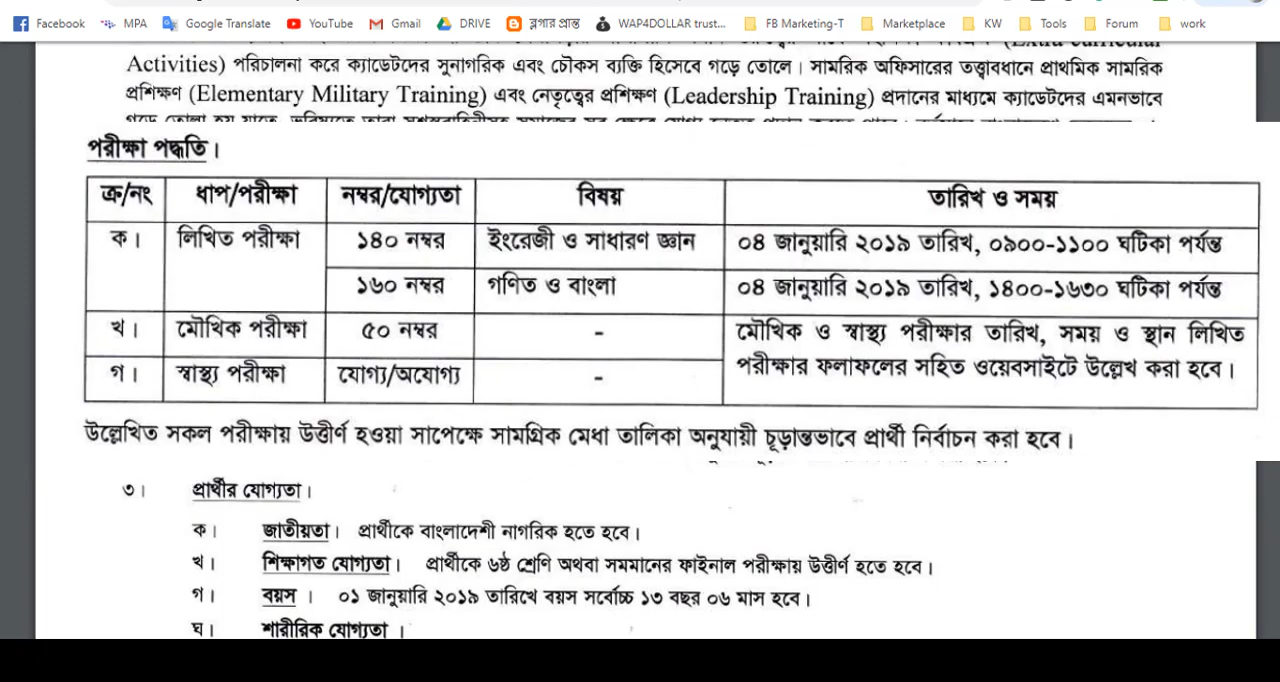 Facebook MPA Google Translate YouTube Gmail DRIVE ব্লগার প্রান্ত WAP4DOLLAR trust... FB Marketing-T Marketplace KW Tools Forum work
(Extra curricular
Activities) পরিচালনা করে ক্যাডেটদের সুনাগরিক এবং চৌকস ব্যক্তি হিসেবে গড়ে তোলে। সামরিক অফিসারের তত্ত্বাবধানে প্রাথমিক সামরিক
প্রশিক্ষণ (Elementary Military Training) এবং নেতৃত্বের প্রশিক্ষণ (Leadership Training) প্রদানের মাধ্যমে ক্যাডেটদের এমনভাবে
পরীক্ষা পদ্ধতি।
ক্র/নং ধাপ/পরীক্ষা নম্বর/যোগ্যতা বিষয় তারিখ ও সময়
ক। লিখিত পরীক্ষা ১৪০ নম্বর ইংরেজী ও সাধারণ জ্ঞান ০৪ জানুয়ারি ২০১৯ তারিখ, ০৯০০-১১০০ ঘটিকা পর্যন্ত
১৬০ নম্বর গণিত ও বাংলা ০৪ জানুয়ারি ২০১৯ তারিখ, ১৪০০-১৬৩০ ঘটিকা পর্যন্ত
খ। মৌখিক পরীক্ষা ৫০ নম্বর - মৌখিক ও স্বাস্থ্য পরীক্ষার তারিখ, সময় ও স্থান লিখিত
গ। স্বাস্থ্য পরীক্ষা যোগ্য/অযোগ্য - পরীক্ষার ফলাফলের সহিত ওয়েবসাইটে উল্লেখ করা হবে।
উল্লেখিত সকল পরীক্ষায় উত্তীর্ণ হওয়া সাপেক্ষে সামগ্রিক মেধা তালিকা অনুযায়ী চূড়ান্তভাবে প্রার্থী নির্বাচন করা হবে।
৩। প্রার্থীর যোগ্যতা।
ক। জাতীয়তা। প্রার্থীকে বাংলাদেশী নাগরিক হতে হবে।
খ। শিক্ষাগত যোগ্যতা। প্রার্থীকে ৬ষ্ঠ শ্রেণি অথবা সমমানের ফাইনাল পরীক্ষায় উত্তীর্ণ হতে হবে।
গ। বয়স। ০১ জানুয়ারি ২০১৯ তারিখে বয়স সর্বোচ্চ ১৩ বছর ০৬ মাস হবে।
ঘ। শারীরিক যোগ্যতা।